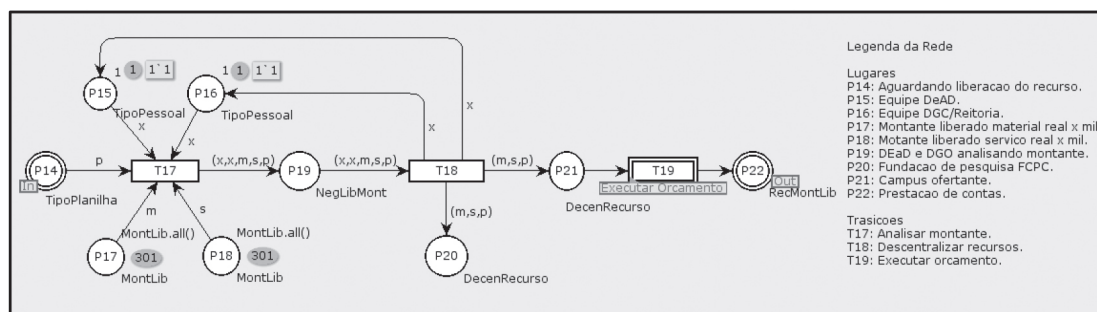 Legenda da Rede
Lugares
P14: Aguardando liberacao do recurso.
P15: Equipe DeAD.
P16: Equipe DGC/Reitoria.
P17: Montante liberado material real x mil.
P18: Motante liberado servico real x mil.
P19: DEaD e DGO analisando montante.
P20: Fundacao de pesquisa FCPC.
P21: Campus ofertante.
P22: Prestacao de contas.
Trasicoes
T17: Analisar montante.
T18: Descentralizar recursos.
T19: Executar orcamento.
1 1 1`1
P15
TipoPessoal
x
1 1 1`1
P16
TipoPessoal
x
x
x
P14
In
TipoPlanilha
p
T17
(x,x,m,s,p)
P19
NegLibMont
(x,x,m,s,p)
T18
(m,s,p)
P21
DecenRecurso
T19
Executar Orcamento
P22
Out
RecMontLib
m
s
MontLib.all()
P17
301
MontLib
MontLib.all()
P18
301
MontLib
(m,s,p)
P20
DecenRecurso